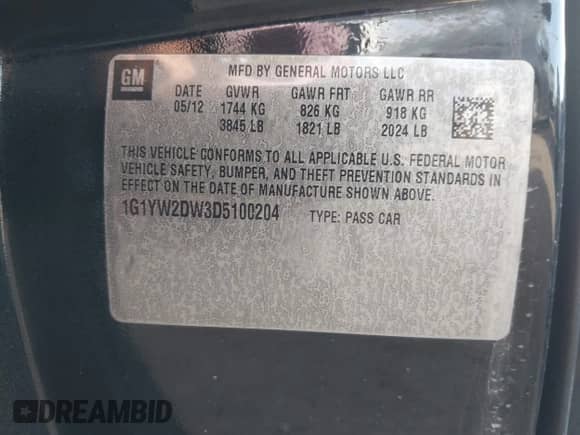 GM
MFD BY GENERAL MOTORS LLC
DATE GVWR GAWR FRT GAWR RR
05/12 1744 KG 826 KG 918 KG
3845 LB 1821 LB 2024 LB
THIS VEHICLE CONFORMS TO ALL APPLICABLE U.S. FEDERAL MOTOR
VEHICLE SAFETY, BUMPER, AND THEFT PREVENTION STANDARDS IN
EFFECT ON THE DATE OF MANUFACTURE SHOWN ABOVE.
1G1YW2DW3D5100204 TYPE: PASS CAR
DREAMBID